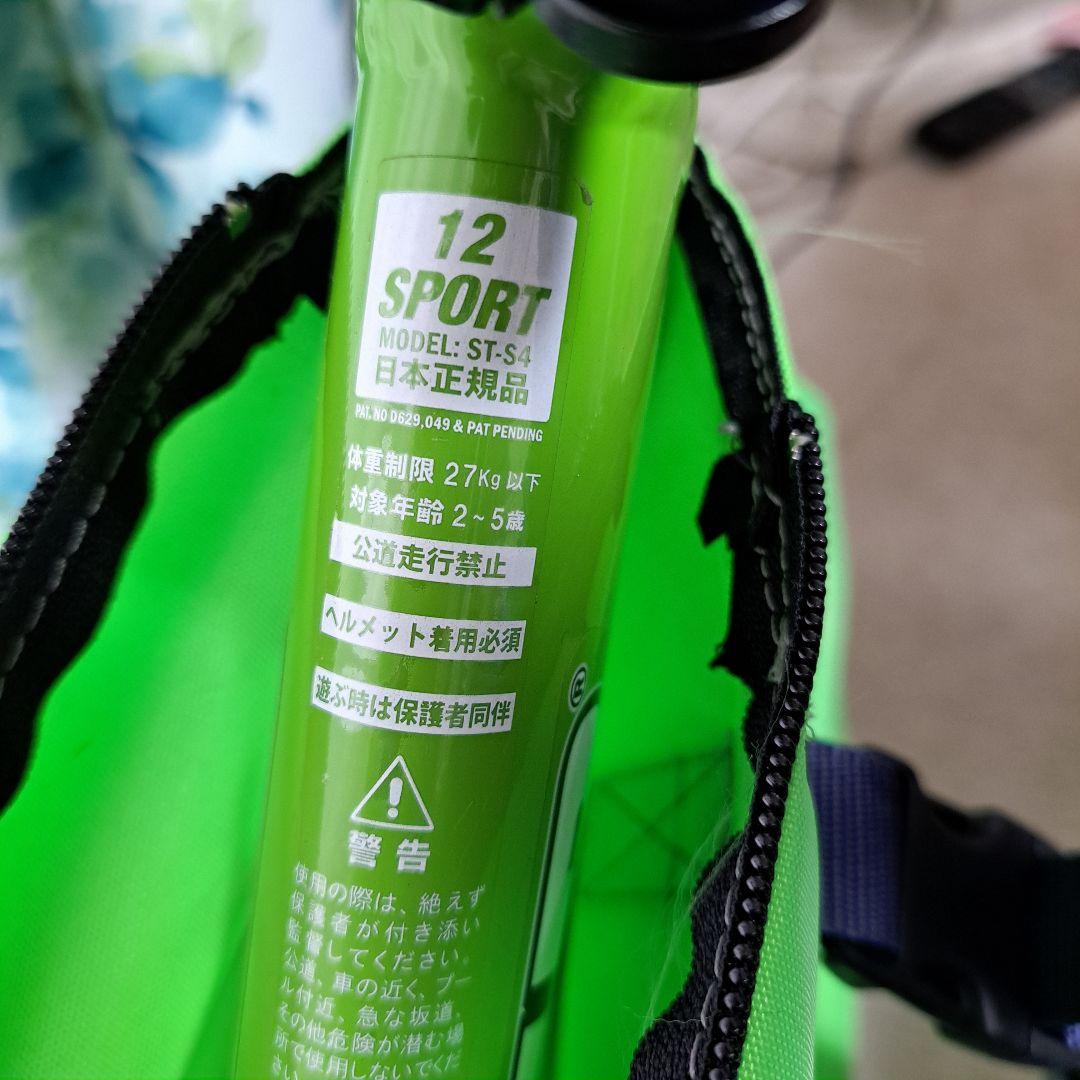 12
SPORT
MODEL: ST-S4
日本正規品
PAT. NO D629,049 & PAT PENDING
体重制限 27Kg 以下
対象年齢 2～5歳
公道走行禁止
ヘルメット着用必須
遊ぶ時は保護者同伴
警告
使用の際は、絶えず
保護者が付き添い
監督してください。
公道、車の近く、プー
ル付近、急な坂道、
その他危険が潜む場
所で使用しないでくだ
さい。
®